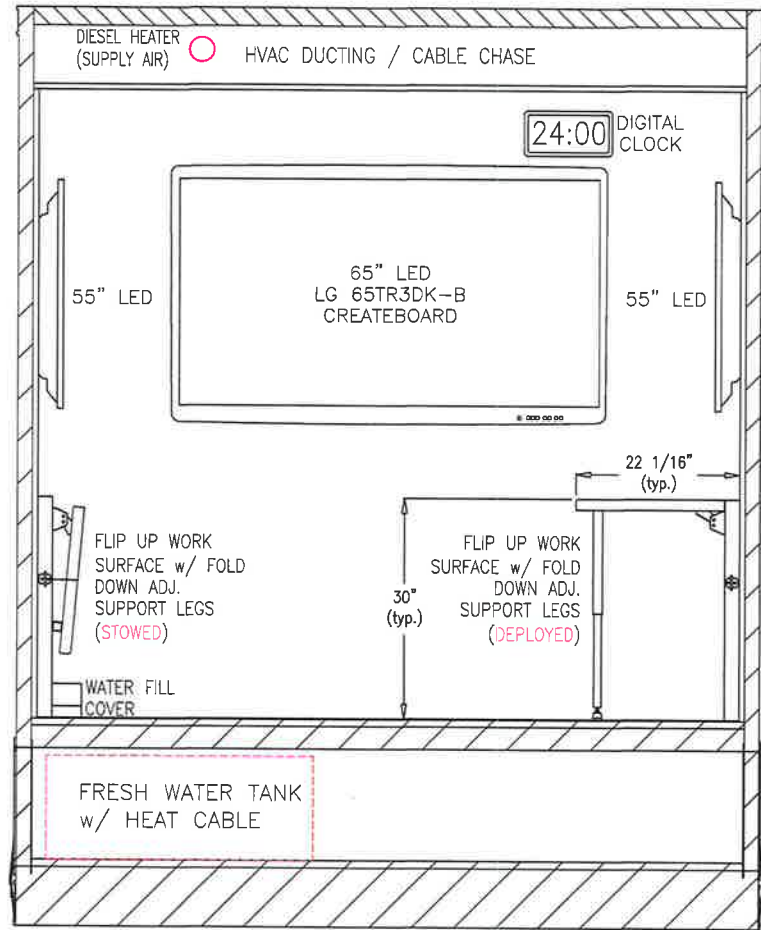 DIESEL HEATER
(SUPPLY AIR)
HVAC DUCTING / CABLE CHASE
24:00
DIGITAL
CLOCK
55" LED
65" LED
LG 65TR3DK-B
CREATEBOARD
55" LED
22 1/16"
(typ.)
FLIP UP WORK
SURFACE w/ FOLD
DOWN ADJ.
SUPPORT LEGS
(STOWED)
30"
(typ.)
FLIP UP WORK
SURFACE w/ FOLD
DOWN ADJ.
SUPPORT LEGS
(DEPLOYED)
WATER FILL
COVER
FRESH WATER TANK
w/ HEAT CABLE